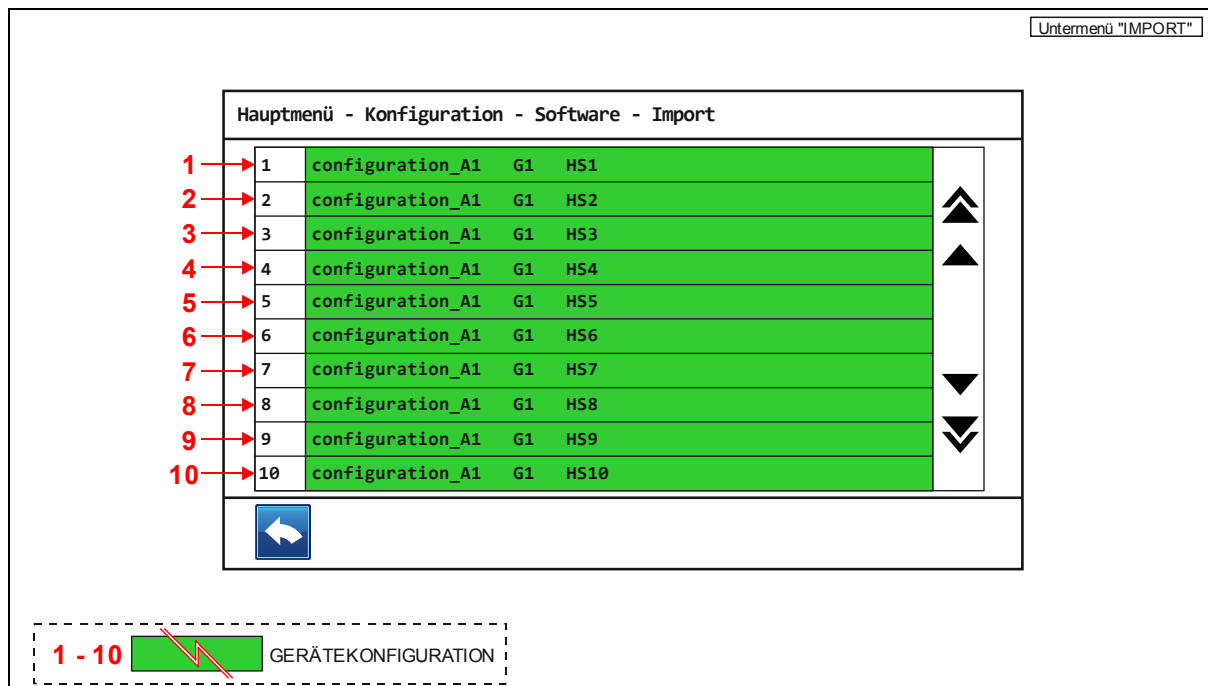 Untermenü "IMPORT"
Hauptmenü - Konfiguration - Software - Import
1 1 configuration_A1 G1 HS1
2 2 configuration_A1 G1 HS2
3 3 configuration_A1 G1 HS3
4 4 configuration_A1 G1 HS4
5 5 configuration_A1 G1 HS5
6 6 configuration_A1 G1 HS6
7 7 configuration_A1 G1 HS7
8 8 configuration_A1 G1 HS8
9 9 configuration_A1 G1 HS9
10 10 configuration_A1 G1 HS10
1 - 10 GERÄTEKONFIGURATION